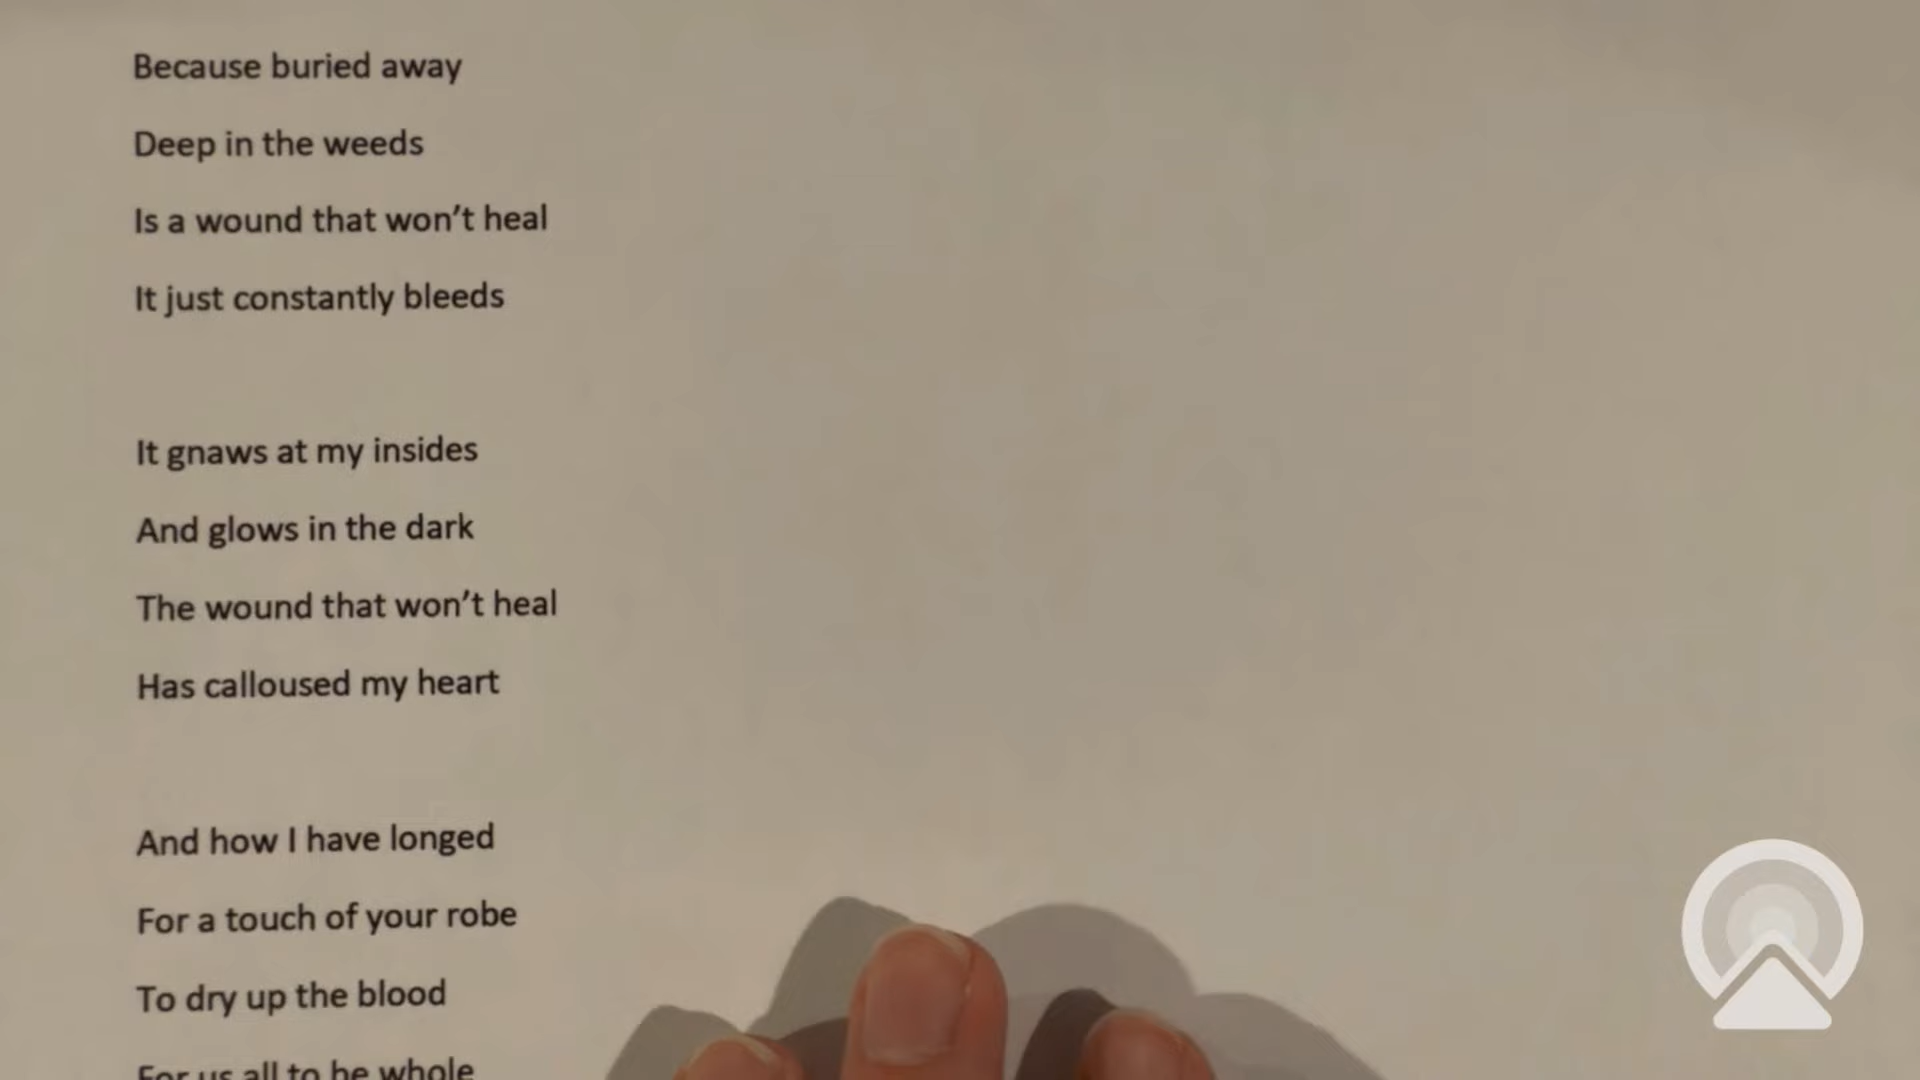 Because buried away
Deep in the weeds
Is a wound that won’t heal
It just constantly bleeds
It gnaws at my insides
And glows in the dark
The wound that won’t heal
Has calloused my heart
And how I have longed
For a touch of your robe
To dry up the blood
For us all to be whole